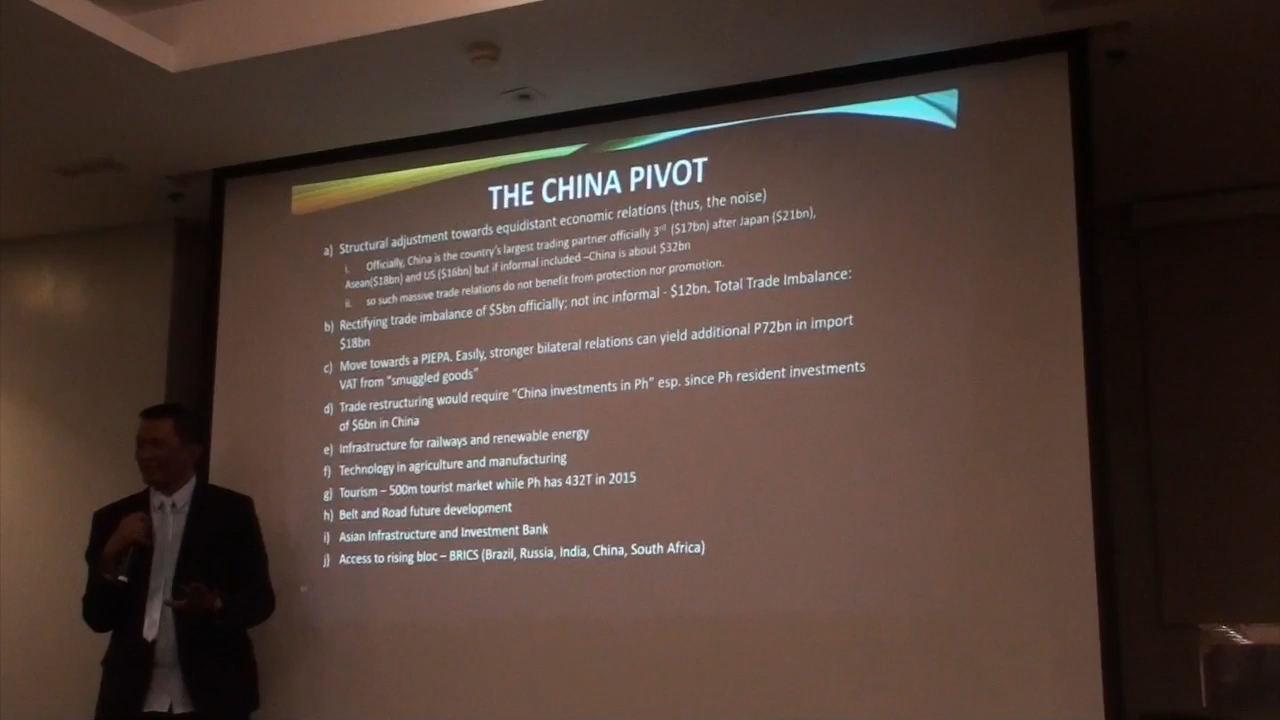 THE CHINA PIVOT
a) Structural adjustment towards equidistant economic relations (thus, the noise)
i. Officially, China is the country's largest trading partner officially 3rd ($17bn) after Japan ($21bn),
Asean($18bn) and US ($16bn) but if informal included –China is about $32bn
ii. so such massive trade relations do not benefit from protection nor promotion.
b) Rectifying trade imbalance of $5bn officially; not inc informal - $12bn. Total Trade Imbalance:
$18bn
c) Move towards a PJEPA. Easily, stronger bilateral relations can yield additional P72bn in import
VAT from "smuggled goods"
d) Trade restructuring would require "China investments in Ph" esp. since Ph resident investments
of $6bn in China
e) Infrastructure for railways and renewable energy
f) Technology in agriculture and manufacturing
g) Tourism – 500m tourist market while Ph has 432T in 2015
h) Belt and Road future development
i) Asian Infrastructure and Investment Bank
j) Access to rising bloc – BRICS (Brazil, Russia, India, China, South Africa)